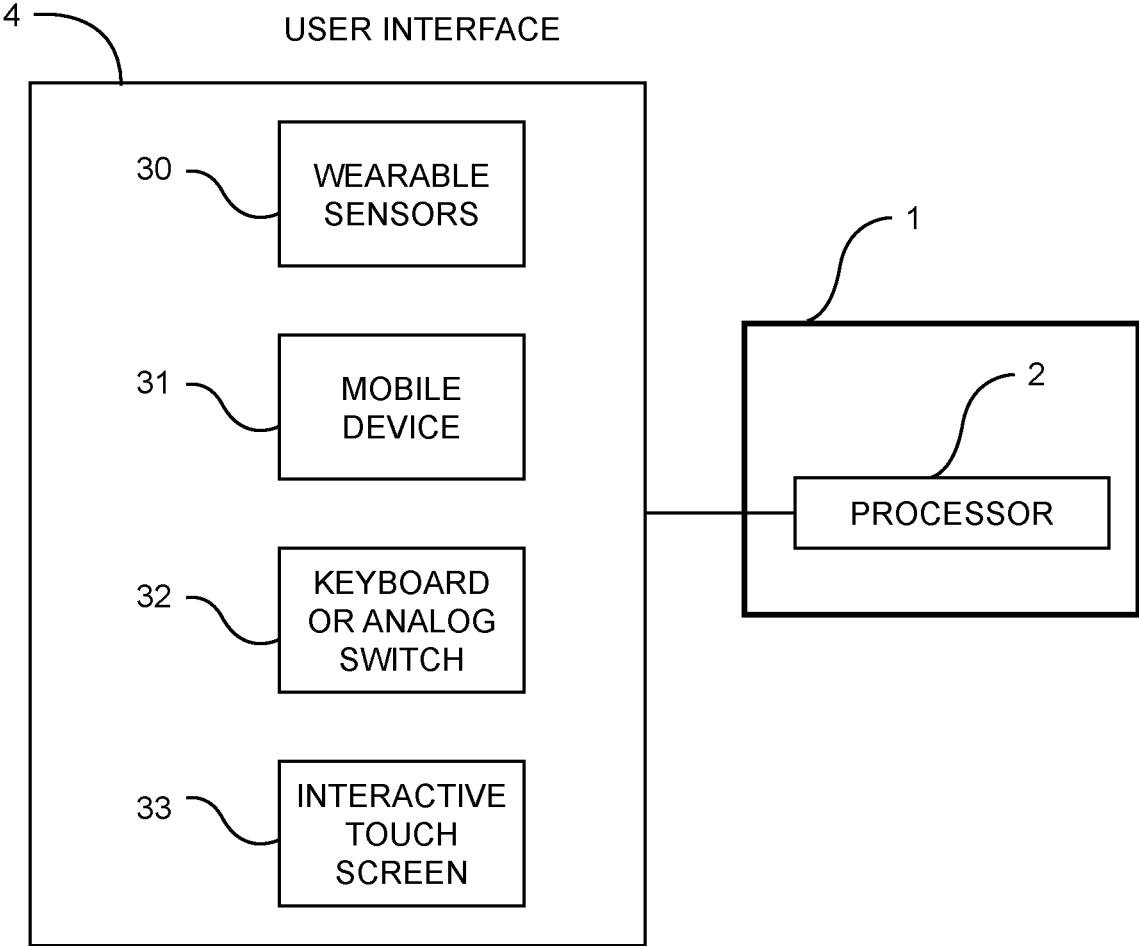 4
USER INTERFACE
30
WEARABLE
SENSORS
1
31
MOBILE
DEVICE
2
PROCESSOR
32
KEYBOARD
OR ANALOG
SWITCH
33
INTERACTIVE
TOUCH
SCREEN